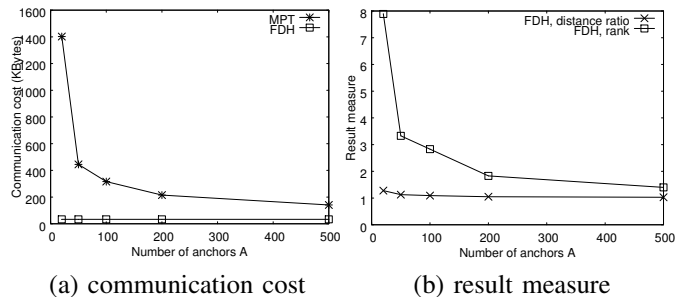 1600
1400
1200
1000
800
600
400
200
0
Communication cost (KBytes)
MPT
FDH
0 100 200 300 400 500
Number of anchors A
(a) communication cost
8
7
6
5
4
3
2
1
0
Result measure
FDH, distance ratio
FDH, rank
0 100 200 300 400 500
Number of anchors A
(b) result measure